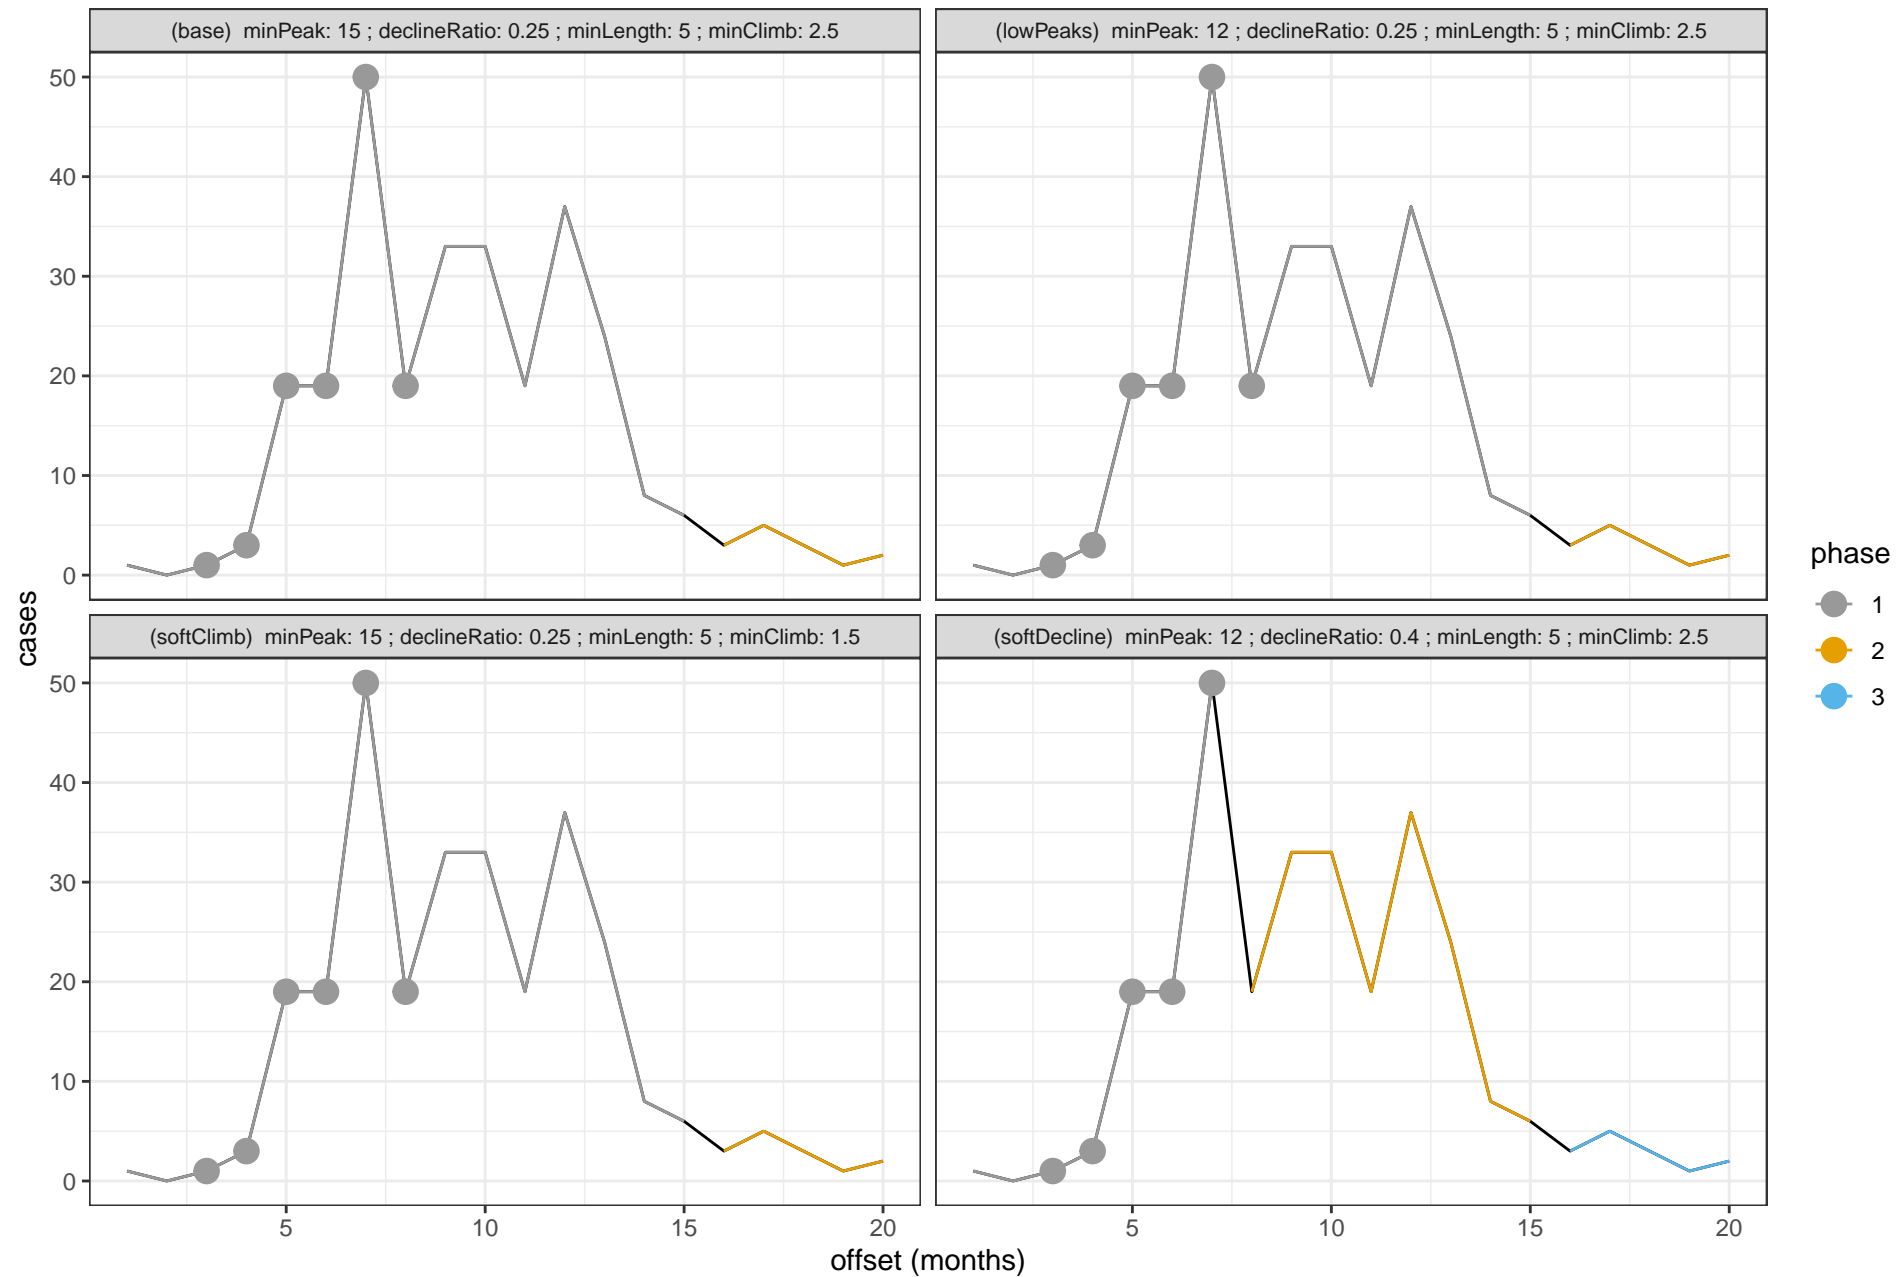 (base)  minPeak: 15 ; declineRatio: 0.25 ; minLength: 5 ; minClimb: 2.5
(lowPeaks)  minPeak: 12 ; declineRatio: 0.25 ; minLength: 5 ; minClimb: 2.5
50
40
30
20
10
0
(softClimb)  minPeak: 15 ; declineRatio: 0.25 ; minLength: 5 ; minClimb: 1.5
(softDecline)  minPeak: 12 ; declineRatio: 0.4 ; minLength: 5 ; minClimb: 2.5
50
40
30
20
10
0
cases
5 10 15 20
5 10 15 20
offset (months)
phase
1
2
3